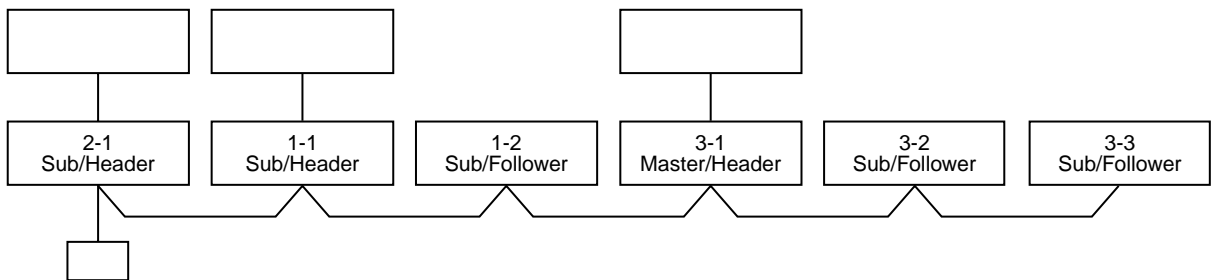 2-1
Sub/Header
1-1
Sub/Header
1-2
Sub/Follower
3-1
Master/Header
3-2
Sub/Follower
3-3
Sub/Follower